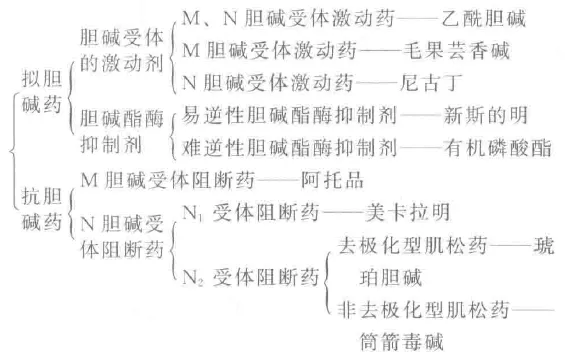 拟胆碱药
胆碱受体的激动剂
M、N 胆碱受体激动药——乙酰胆碱
M 胆碱受体激动药——毛果芸香碱
N 胆碱受体激动药——尼古丁
胆碱酯酶抑制剂
易逆性胆碱酯酶抑制剂——新斯的明
难逆性胆碱酯酶抑制剂——有机磷酸酯
抗胆碱药
M 胆碱受体阻断药——阿托品
N 胆碱受体阻断药
N₁ 受体阻断药——美卡拉明
N₂ 受体阻断药
去极化型肌松药——琥
珀胆碱
非去极化型肌松药——
筒箭毒碱